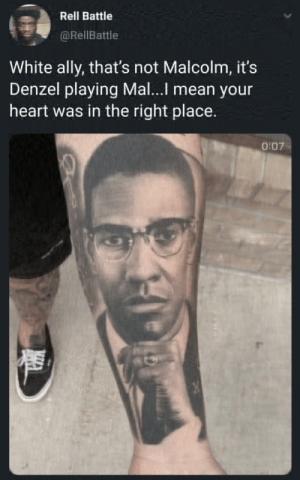 Rell Battle
@RellBattle
White ally, that's not Malcolm, it's
Denzel playing Mal...I mean your
heart was in the right place.
0:07